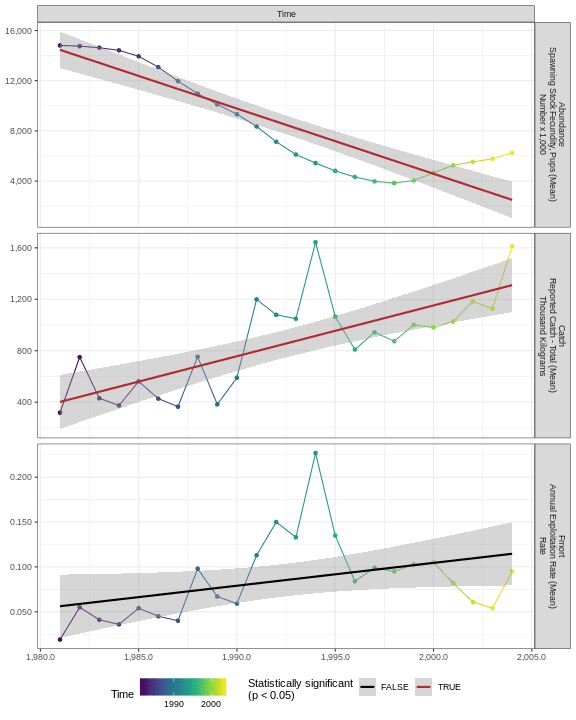 Time
16,000
12,000
8,000
4,000
Abundance
Spawning Stock Fecundity, Pups (Mean)
Number x 1,000
1,600
1,200
800
400
Catch
Reported Catch - Total (Mean)
Thousand Kilograms
0.200
0.150
0.100
0.050
Fmort
Annual Exploitation Rate (Mean)
Rate
1,980.0 1,985.0 1,990.0 1,995.0 2,000.0 2,005.0
Time
1990 2000
Statistically significant
(p < 0.05)
FALSE TRUE